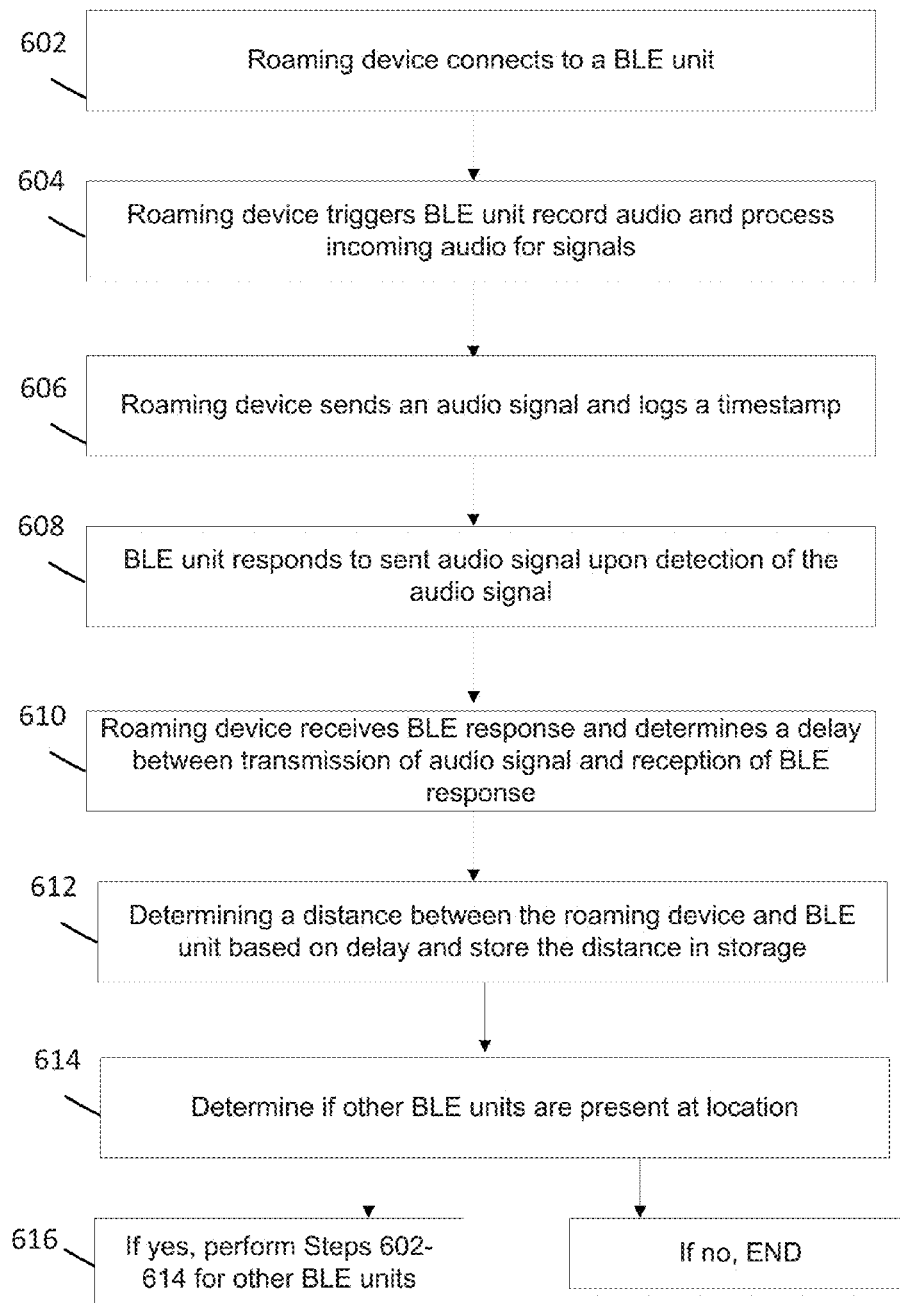 602
Roaming device connects to a BLE unit
604
Roaming device triggers BLE unit record audio and process
incoming audio for signals
606
Roaming device sends an audio signal and logs a timestamp
608
BLE unit responds to sent audio signal upon detection of the
audio signal
610
Roaming device receives BLE response and determines a delay
between transmission of audio signal and reception of BLE
response
612
Determining a distance between the roaming device and BLE
unit based on delay and store the distance in storage
614
Determine if other BLE units are present at location
616
If yes, perform Steps 602-
614 for other BLE units
If no, END